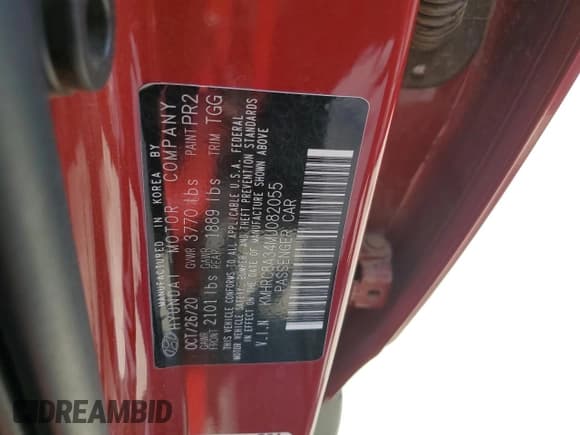 MANUFACTURED IN KOREA BY
HYUNDAI MOTOR COMPANY
OCT/26/20 GVWR 3770 lbs PAINT PR2
GAWR FRONT 2101 lbs GAWR REAR 1889 lbs TRIM TGG
THIS VEHICLE CONFORMS TO ALL APPLICABLE U.S.A. FEDERAL
MOTOR VEHICLE SAFETY, BUMPER, AND THEFT PREVENTION STANDARDS
IN EFFECT ON THE DATE OF MANUFACTURE SHOWN ABOVE
V.I.N KMHRC8A34MU082055
PASSENGER CAR
DREAMBID